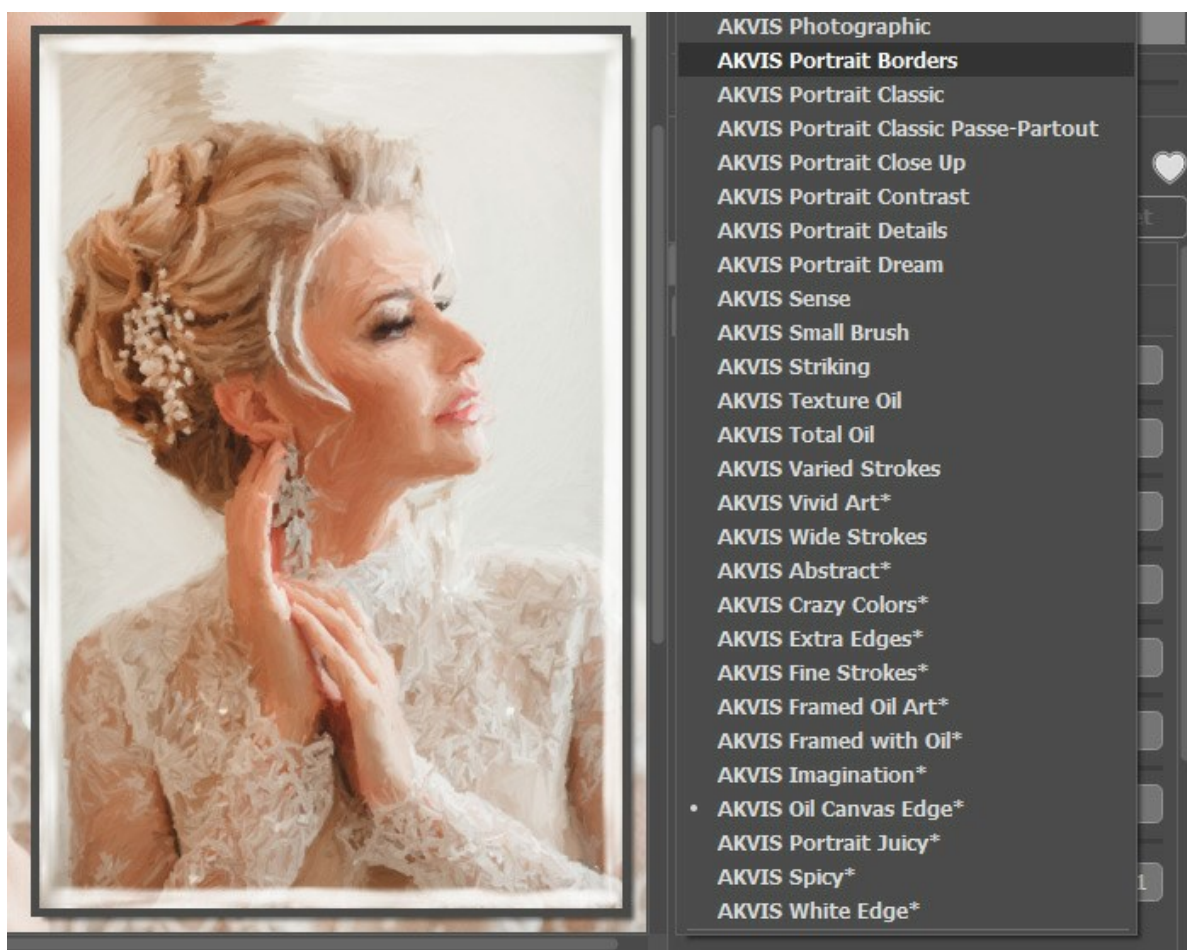 AKVIS Photographic
AKVIS Portrait Borders
AKVIS Portrait Classic
AKVIS Portrait Classic Passe-Partout
AKVIS Portrait Close Up
AKVIS Portrait Contrast
AKVIS Portrait Details
AKVIS Portrait Dream
AKVIS Sense
AKVIS Small Brush
AKVIS Striking
AKVIS Texture Oil
AKVIS Total Oil
AKVIS Varied Strokes
AKVIS Vivid Art*
AKVIS Wide Strokes
AKVIS Abstract*
AKVIS Crazy Colors*
AKVIS Extra Edges*
AKVIS Fine Strokes*
AKVIS Framed Oil Art*
AKVIS Framed with Oil*
AKVIS Imagination*
• AKVIS Oil Canvas Edge*
AKVIS Portrait Juicy*
AKVIS Spicy*
1
AKVIS White Edge*